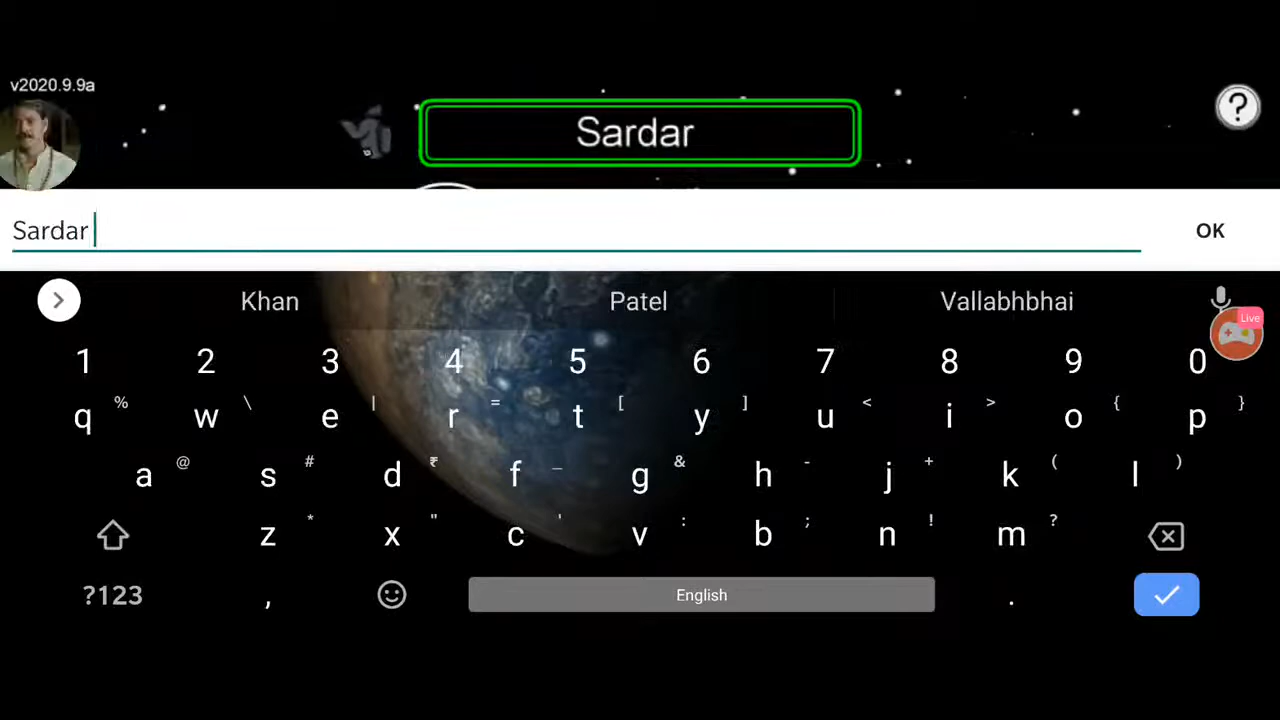 v2020.9.9a
Sardar
?
Sardar
OK
Khan Patel Vallabhbhai
Live
1 2 3 4 5 6 7 8 9 0
q % w \ e | r = t [ y ] u < i > o { p }
a @ s # d ₹ f _ g & h - j + k ( l )
z * x " c ' v : b ; n ! m ?
?123 , English .